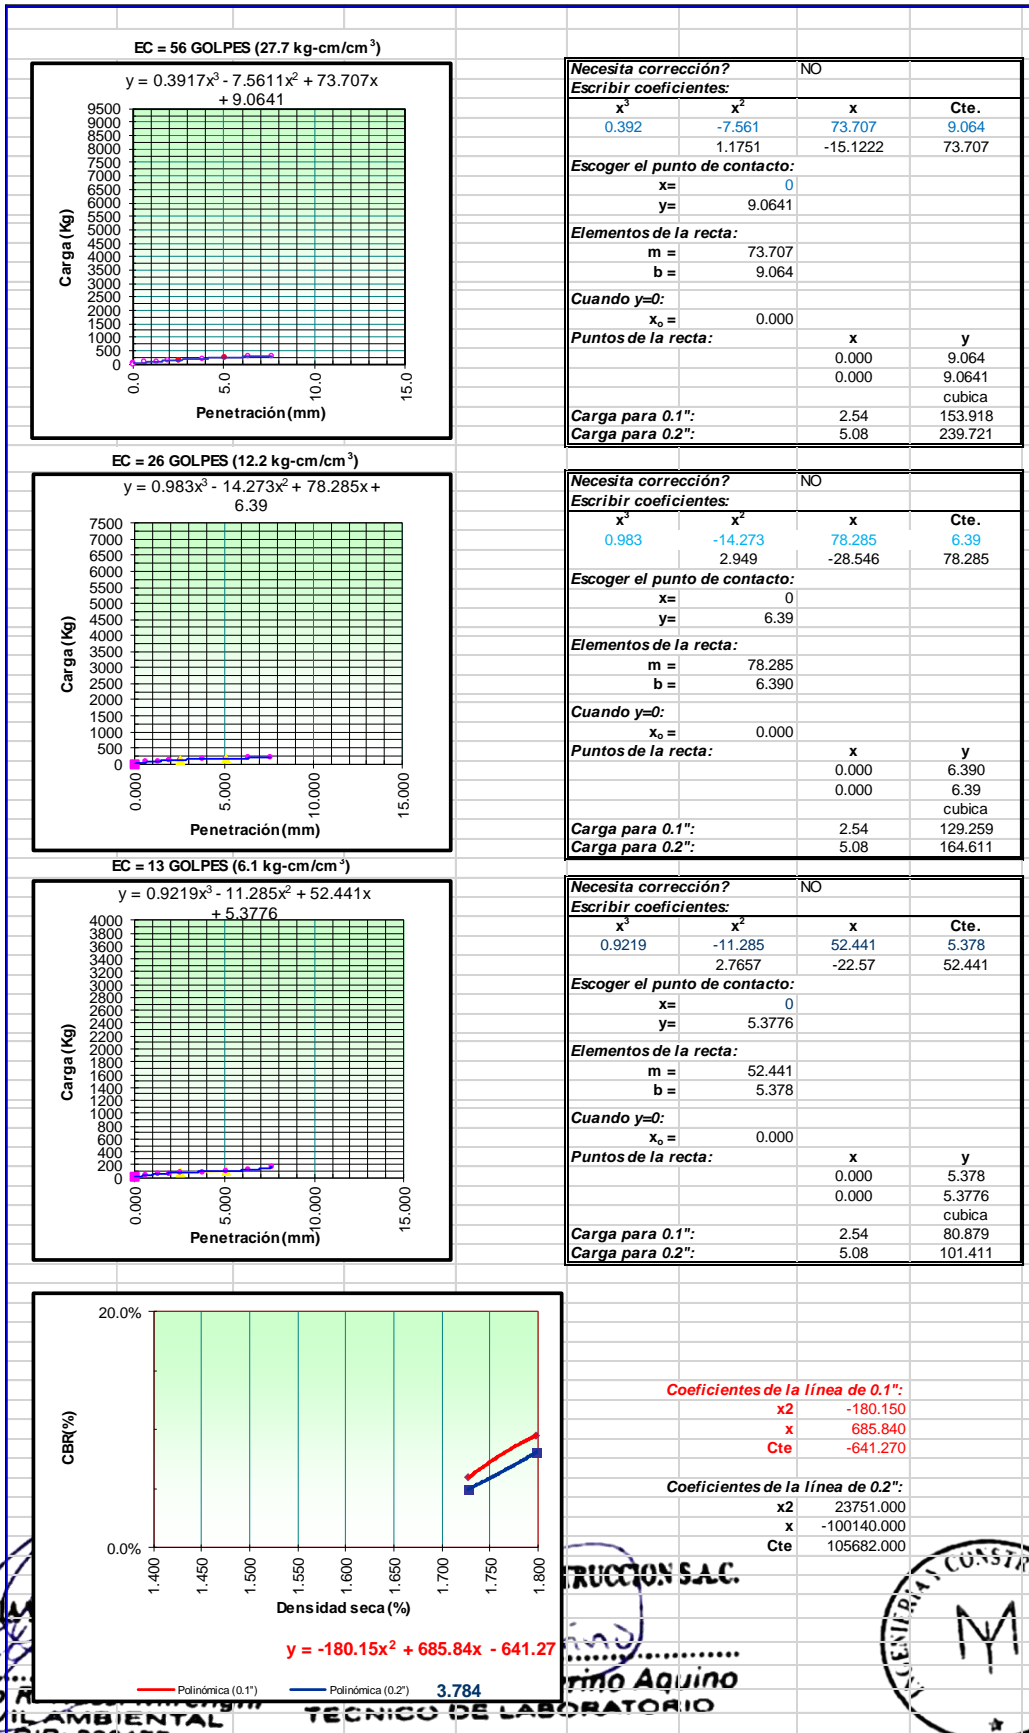 EC = 56 GOLPES (27.7 kg-cm/cm³)
y = 0.3917x³ - 7.5611x² + 73.707x
+ 9.0641
9500
9000
8500
8000
7500
7000
6500
6000
5500
5000
4500
4000
3500
3000
2500
2000
1500
1000
500
0
Carga (Kg)
0.0
5.0
10.0
15.0
Penetración (mm)
Necesita corrección? NO
Escribir coeficientes:
x³ x² x Cte.
0.392 -7.561 73.707 9.064
1.1751 -15.1222 73.707
Escoger el punto de contacto:
x= 0
y= 9.0641
Elementos de la recta:
m = 73.707
b = 9.064
Cuando y=0:
xₒ = 0.000
Puntos de la recta: x y
0.000 9.064
0.000 9.0641
cubica
Carga para 0.1": 2.54 153.918
Carga para 0.2": 5.08 239.721
EC = 26 GOLPES (12.2 kg-cm/cm³)
y = 0.983x³ - 14.273x² + 78.285x +
6.39
7500
7000
6500
6000
5500
5000
4500
4000
3500
3000
2500
2000
1500
1000
500
0
Carga (Kg)
0.000
5.000
10.000
15.000
Penetración (mm)
Necesita corrección? NO
Escribir coeficientes:
x³ x² x Cte.
0.983 -14.273 78.285 6.39
2.949 -28.546 78.285
Escoger el punto de contacto:
x= 0
y= 6.39
Elementos de la recta:
m = 78.285
b = 6.390
Cuando y=0:
xₒ = 0.000
Puntos de la recta: x y
0.000 6.390
0.000 6.39
cubica
Carga para 0.1": 2.54 129.259
Carga para 0.2": 5.08 164.611
EC = 13 GOLPES (6.1 kg-cm/cm³)
y = 0.9219x³ - 11.285x² + 52.441x
+ 5.3776
4000
3800
3600
3400
3200
3000
2800
2600
2400
2200
2000
1800
1600
1400
1200
1000
800
600
400
200
0
Carga (Kg)
0.000
5.000
10.000
15.000
Penetración (mm)
Necesita corrección? NO
Escribir coeficientes:
x³ x² x Cte.
0.9219 -11.285 52.441 5.378
2.7657 -22.57 52.441
Escoger el punto de contacto:
x= 0
y= 5.3776
Elementos de la recta:
m = 52.441
b = 5.378
Cuando y=0:
xₒ = 0.000
Puntos de la recta: x y
0.000 5.378
0.000 5.3776
cubica
Carga para 0.1": 2.54 80.879
Carga para 0.2": 5.08 101.411
20.0%
0.0%
CBR(%)
1.400
1.450
1.500
1.550
1.600
1.650
1.700
1.750
1.800
Densidad seca (%)
y = -180.15x² + 685.84x - 641.27
Polinómica (0.1") Polinómica (0.2") 3.784
Coeficientes de la línea de 0.1":
x2 -180.150
x 685.840
Cte -641.270
Coeficientes de la línea de 0.2":
x2 23751.000
x -100140.000
Cte 105682.000
RUCCION S.A.C.
Aquino
AMBIENTAL
TECNICO DE LABORATORIO